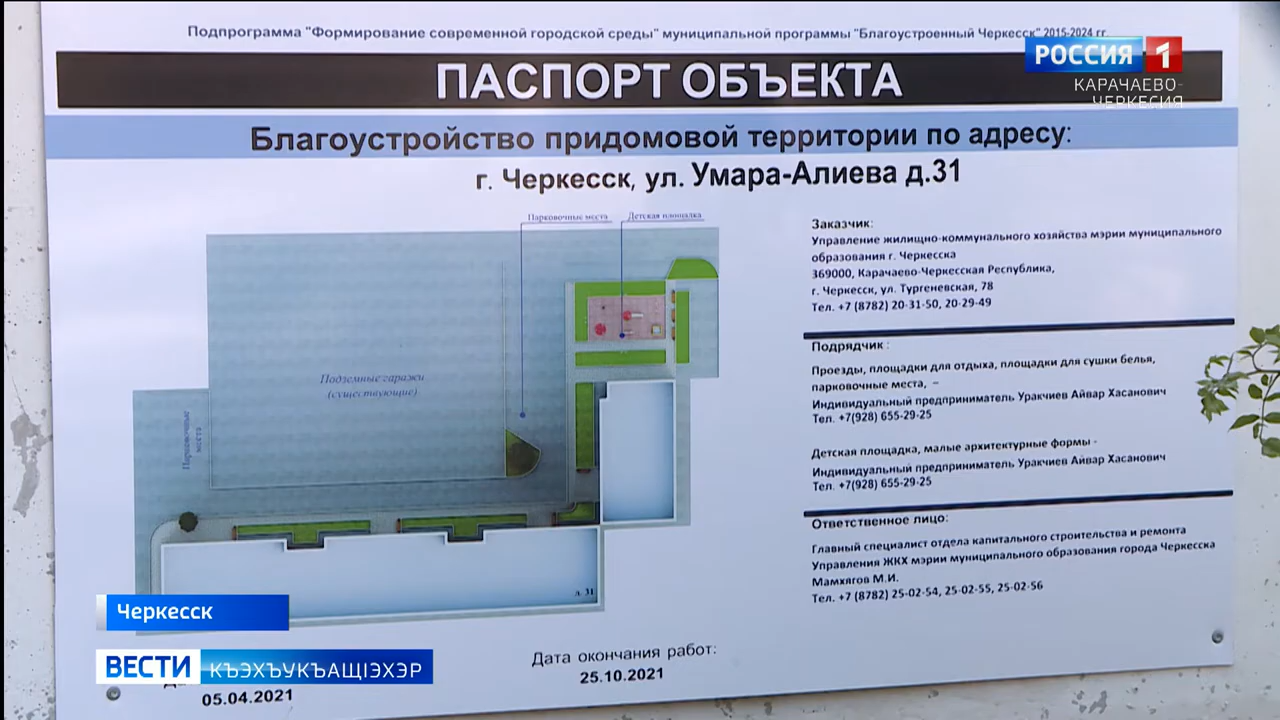 Подпрограмма "Формирование современной городской среды" муниципальной программы "Благоустроенный Черкесск" 2015-2024 гг.
РОССИЯ 1
КАРАЧАЕВО-
ЧЕРКЕСИЯ
ПАСПОРТ ОБЪЕКТА
Благоустройство придомовой территории по адресу:
г. Черкесск, ул. Умара-Алиева д.31
Парковочные места
Детская площадка
Подземные гаражи
(существующие)
Парковочные
места
д. 31
Заказчик:
Управление жилищно-коммунального хозяйства мэрии муниципального
образования г. Черкесска
369000, Карачаево-Черкесская Республика,
г. Черкесск, ул. Тургеневская, 78
Тел. +7 (8782) 20-31-50, 20-29-49
Подрядчик :
Проезды, площадки для отдыха, площадки для сушки белья,
парковочные места, –
Индивидуальный предприниматель Уракчиев Айвар Хасанович
Тел. +7(928) 655-29-25
Детская площадка, малые архитектурные формы -
Индивидуальный предприниматель Уракчиев Айвар Хасанович
Тел. +7(928) 655-29-25
Ответственное лицо:
Главный специалист отдела капитального строительства и ремонта
Управления ЖКХ мэрии муниципального образования города Черкесска
Мамхягов М.И.
Тел. +7 (8782) 25-02-54, 25-02-55, 25-02-56
Черкесск
ВЕСТИ КЪЭХЪУКЪАЩIЭХЭР
05.04.2021
Дата окончания работ:
25.10.2021